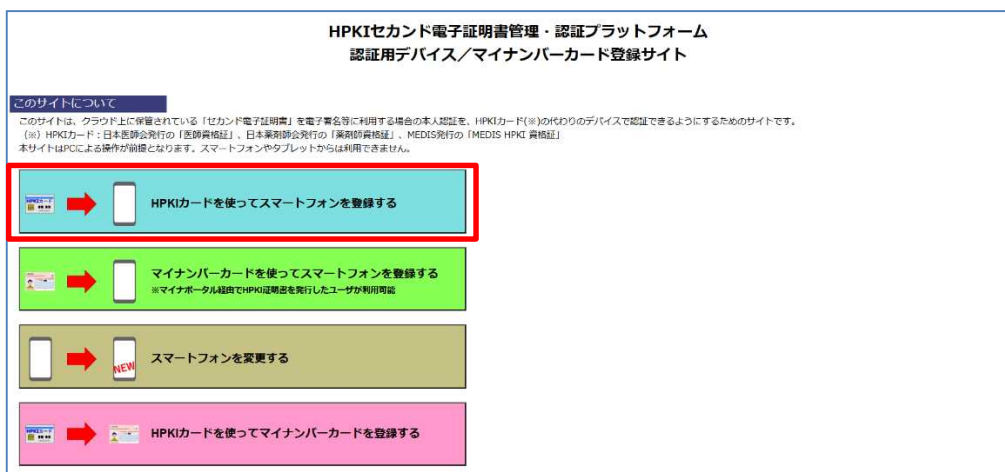 HPKIセカンド電子証明書管理・認証プラットフォーム
認証用デバイス／マイナンバーカード登録サイト
このサイトについて
このサイトは、クラウド上に保管されている「セカンド電子証明書」を電子署名等に利用する場合の本人認証を、HPKIカード(※)の代わりのデバイスで認証できるようにするためのサイトです。
（※）HPKIカード：日本医師会発行の「医師資格証」、日本薬剤師会発行の「薬剤師資格証」、MEDIS発行の「MEDIS HPKI 資格証」
本サイトはPCによる操作が前提となります。スマートフォンやタブレットからは利用できません。
HPKIカード
HPKIカードを使ってスマートフォンを登録する
マイナンバーカードを使ってスマートフォンを登録する
※マイナポータル経由でHPKI証明書を発行したユーザが利用可能
NEW
スマートフォンを変更する
HPKIカード
HPKIカードを使ってマイナンバーカードを登録する